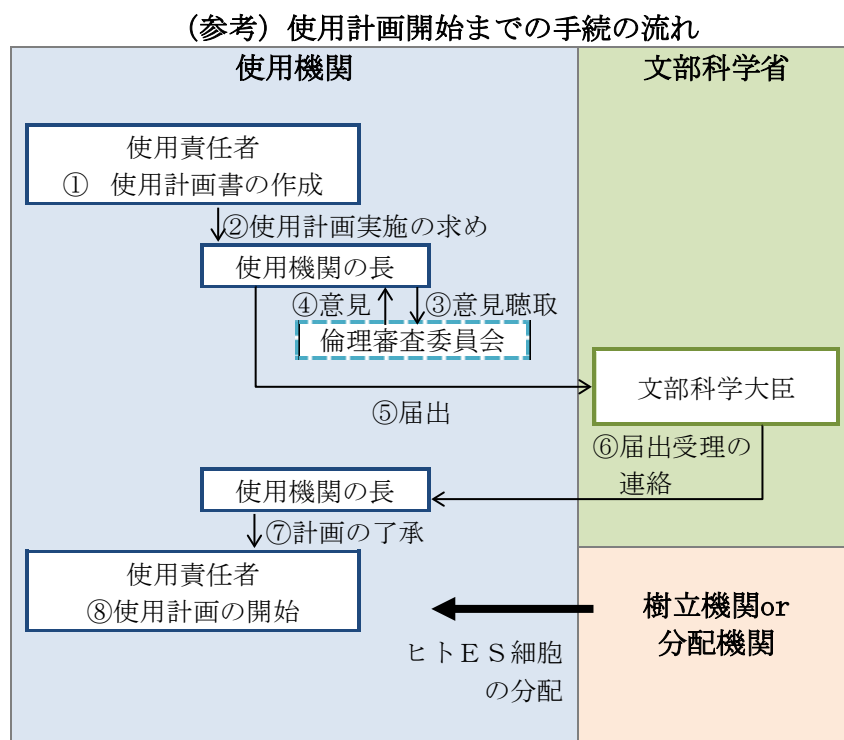 (参考) 使用計画開始までの手続の流れ
使用機関
文部科学省
使用責任者
① 使用計画書の作成
②使用計画実施の求め
使用機関の長
④意見
③意見聴取
倫理審査委員会
文部科学大臣
⑤届出
⑥届出受理の
連絡
使用機関の長
⑦計画の了承
使用責任者
⑧使用計画の開始
樹立機関or
分配機関
ヒトES細胞
の分配